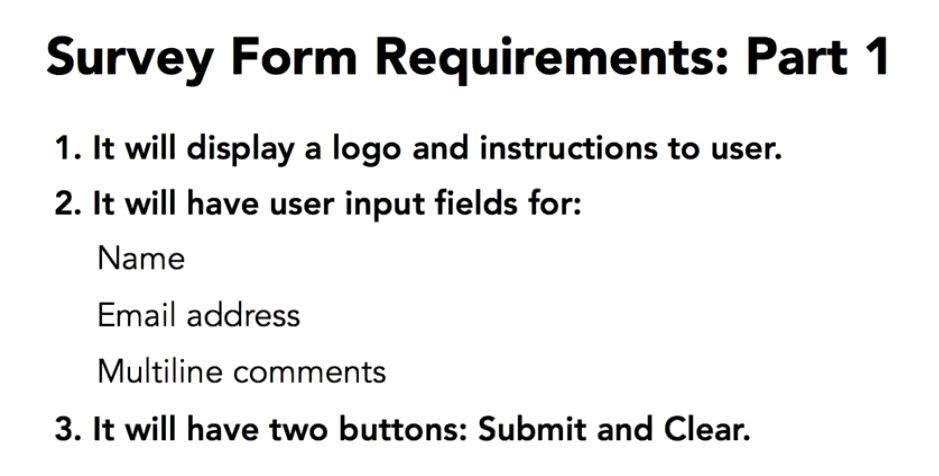 Survey Form Requirements: Part 1
1. It will display a logo and instructions to user.
2. It will have user input fields for:
Name
Email address
Multiline comments
3. It will have two buttons: Submit and Clear.